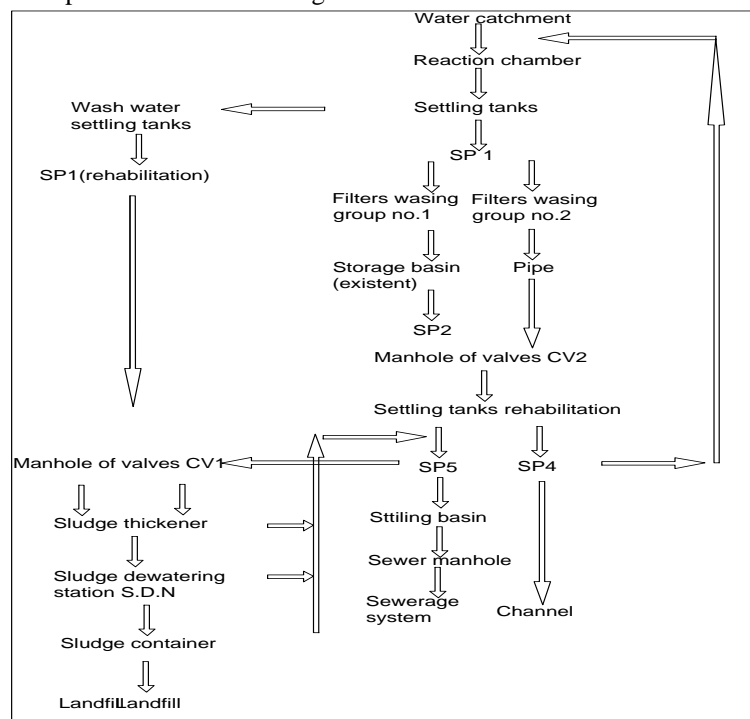 Water catchment
Reaction chamber
Wash water
settling tanks
Settling tanks
SP 1
SP1(rehabilitation)
Filters wasing
group no.1
Filters wasing
group no.2
Storage basin
(existent)
Pipe
SP2
Manhole of valves CV2
Settling tanks rehabilitation
Manhole of valves CV1
SP5
SP4
Sludge thickener
Sttiling basin
Sewer manhole
Sludge dewatering
station S.D.N
Sewerage
system
Channel
Sludge container
Landfill
Landfill